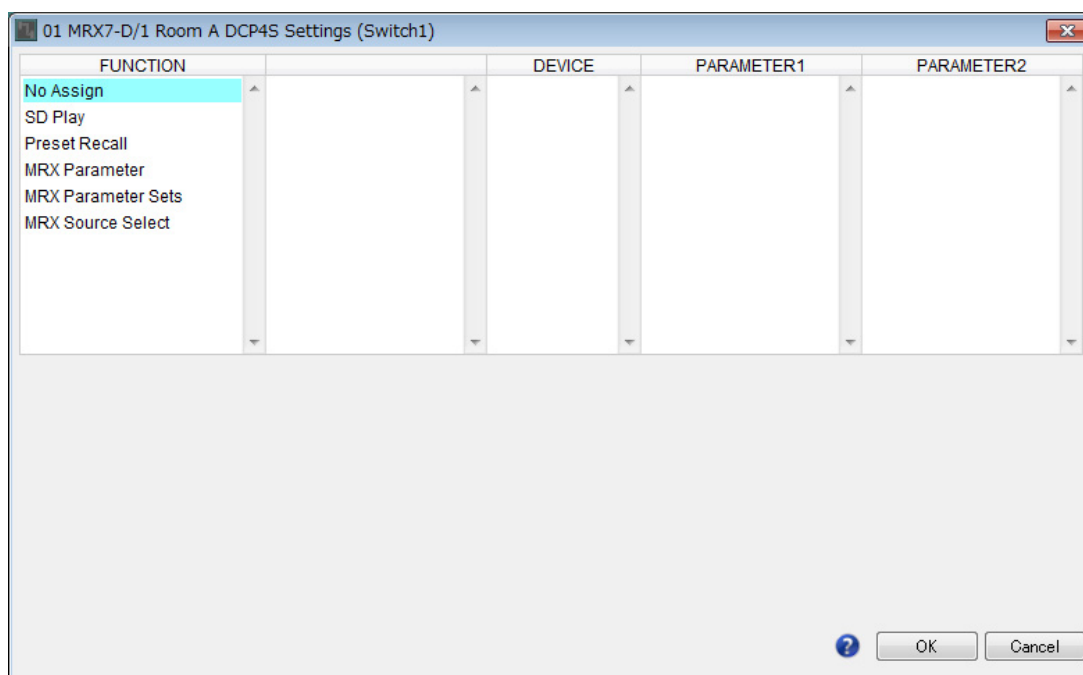 01 MRX7-D/1 Room A DCP4S Settings (Switch1)
FUNCTION DEVICE PARAMETER1 PARAMETER2
No Assign
SD Play
Preset Recall
MRX Parameter
MRX Parameter Sets
MRX Source Select
? OK Cancel